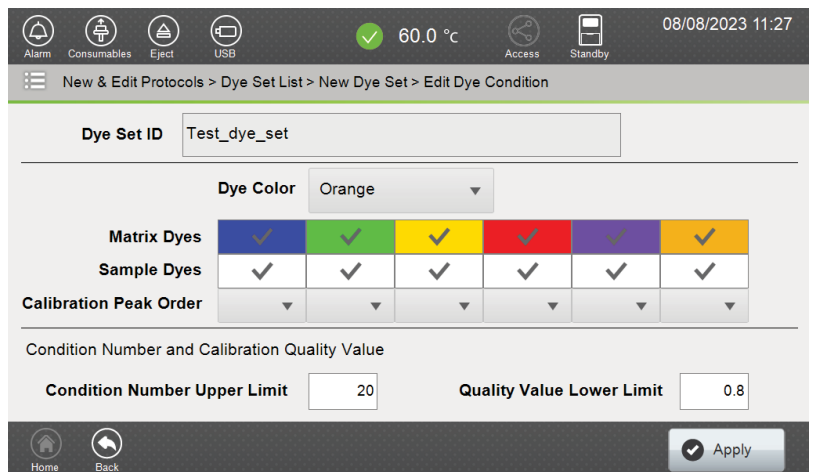 Alarm Consumables Eject USB 60.0 °c Access Standby 08/08/2023 11:27
New & Edit Protocols > Dye Set List > New Dye Set > Edit Dye Condition
Dye Set ID Test_dye_set
Dye Color Orange
Matrix Dyes
Sample Dyes
Calibration Peak Order
Condition Number and Calibration Quality Value
Condition Number Upper Limit 20 Quality Value Lower Limit 0.8
Home Back Apply